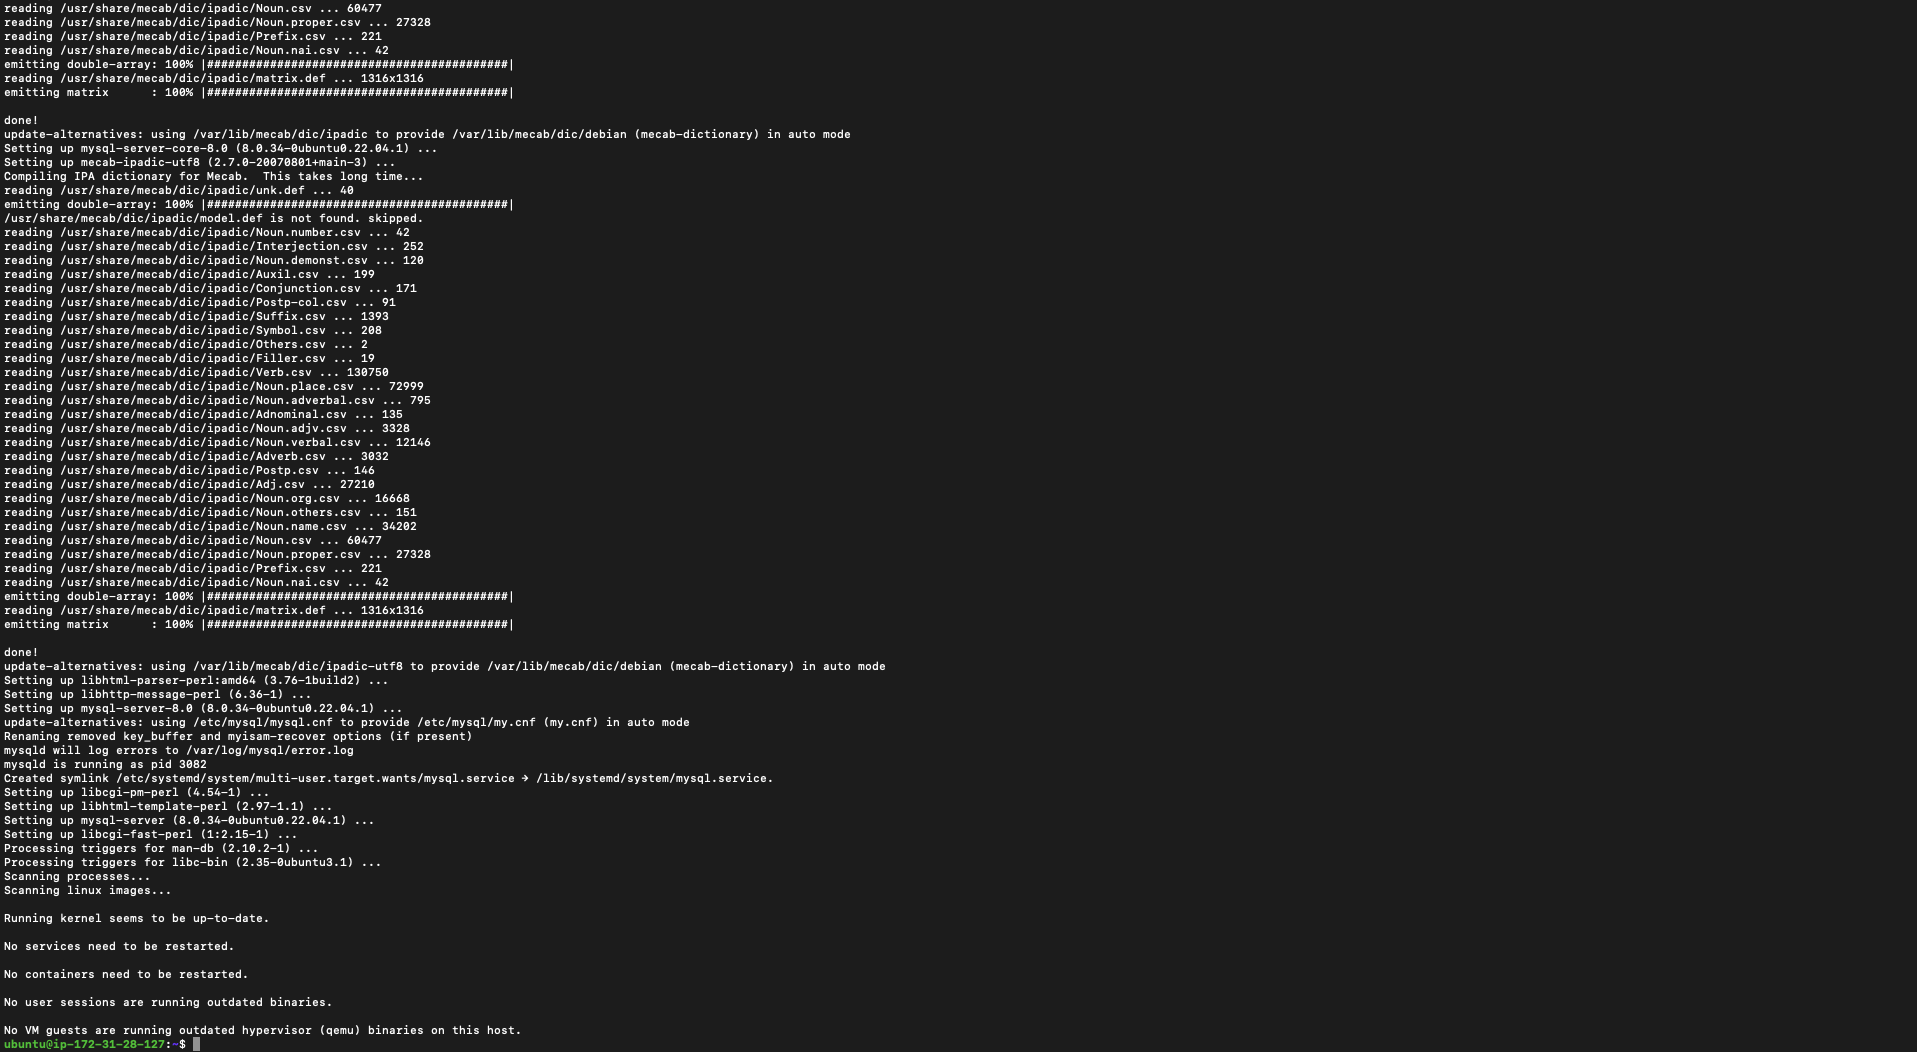 reading /usr/share/mecab/dic/ipadic/Noun.csv ... 60477
reading /usr/share/mecab/dic/ipadic/Noun.proper.csv ... 27328
reading /usr/share/mecab/dic/ipadic/Prefix.csv ... 221
reading /usr/share/mecab/dic/ipadic/Noun.nai.csv ... 42
emitting double-array: 100% |###########################################|
reading /usr/share/mecab/dic/ipadic/matrix.def ... 1316x1316
emitting matrix      : 100% |###########################################|

done!
update-alternatives: using /var/lib/mecab/dic/ipadic to provide /var/lib/mecab/dic/debian (mecab-dictionary) in auto mode
Setting up mysql-server-core-8.0 (8.0.34-0ubuntu0.22.04.1) ...
Setting up mecab-ipadic-utf8 (2.7.0-20070801+main-3) ...
Compiling IPA dictionary for Mecab.  This takes long time...
reading /usr/share/mecab/dic/ipadic/unk.def ... 40
emitting double-array: 100% |###########################################|
/usr/share/mecab/dic/ipadic/model.def is not found. skipped.
reading /usr/share/mecab/dic/ipadic/Noun.number.csv ... 42
reading /usr/share/mecab/dic/ipadic/Interjection.csv ... 252
reading /usr/share/mecab/dic/ipadic/Noun.demonst.csv ... 120
reading /usr/share/mecab/dic/ipadic/Auxil.csv ... 199
reading /usr/share/mecab/dic/ipadic/Conjunction.csv ... 171
reading /usr/share/mecab/dic/ipadic/Postp-col.csv ... 91
reading /usr/share/mecab/dic/ipadic/Suffix.csv ... 1393
reading /usr/share/mecab/dic/ipadic/Symbol.csv ... 208
reading /usr/share/mecab/dic/ipadic/Others.csv ... 2
reading /usr/share/mecab/dic/ipadic/Filler.csv ... 19
reading /usr/share/mecab/dic/ipadic/Verb.csv ... 130750
reading /usr/share/mecab/dic/ipadic/Noun.place.csv ... 72999
reading /usr/share/mecab/dic/ipadic/Noun.adverbal.csv ... 795
reading /usr/share/mecab/dic/ipadic/Adnominal.csv ... 135
reading /usr/share/mecab/dic/ipadic/Noun.adjv.csv ... 3328
reading /usr/share/mecab/dic/ipadic/Noun.verbal.csv ... 12146
reading /usr/share/mecab/dic/ipadic/Adverb.csv ... 3032
reading /usr/share/mecab/dic/ipadic/Postp.csv ... 146
reading /usr/share/mecab/dic/ipadic/Adj.csv ... 27210
reading /usr/share/mecab/dic/ipadic/Noun.org.csv ... 16668
reading /usr/share/mecab/dic/ipadic/Noun.others.csv ... 151
reading /usr/share/mecab/dic/ipadic/Noun.name.csv ... 34202
reading /usr/share/mecab/dic/ipadic/Noun.csv ... 60477
reading /usr/share/mecab/dic/ipadic/Noun.proper.csv ... 27328
reading /usr/share/mecab/dic/ipadic/Prefix.csv ... 221
reading /usr/share/mecab/dic/ipadic/Noun.nai.csv ... 42
emitting double-array: 100% |###########################################|
reading /usr/share/mecab/dic/ipadic/matrix.def ... 1316x1316
emitting matrix      : 100% |###########################################|

done!
update-alternatives: using /var/lib/mecab/dic/ipadic-utf8 to provide /var/lib/mecab/dic/debian (mecab-dictionary) in auto mode
Setting up libhtml-parser-perl:amd64 (3.76-1build2) ...
Setting up libhttp-message-perl (6.36-1) ...
Setting up mysql-server-8.0 (8.0.34-0ubuntu0.22.04.1) ...
update-alternatives: using /etc/mysql/mysql.cnf to provide /etc/mysql/my.cnf (my.cnf) in auto mode
Renaming removed key_buffer and myisam-recover options (if present)
mysqld will log errors to /var/log/mysql/error.log
mysqld is running as pid 3082
Created symlink /etc/systemd/system/multi-user.target.wants/mysql.service → /lib/systemd/system/mysql.service.
Setting up libcgi-pm-perl (4.54-1) ...
Setting up libhtml-template-perl (2.97-1.1) ...
Setting up mysql-server (8.0.34-0ubuntu0.22.04.1) ...
Setting up libcgi-fast-perl (1:2.15-1) ...
Processing triggers for man-db (2.10.2-1) ...
Processing triggers for libc-bin (2.35-0ubuntu3.1) ...
Scanning processes...
Scanning linux images...

Running kernel seems to be up-to-date.

No services need to be restarted.

No containers need to be restarted.

No user sessions are running outdated binaries.

No VM guests are running outdated hypervisor (qemu) binaries on this host.
ubuntu@ip-172-31-28-127:~$